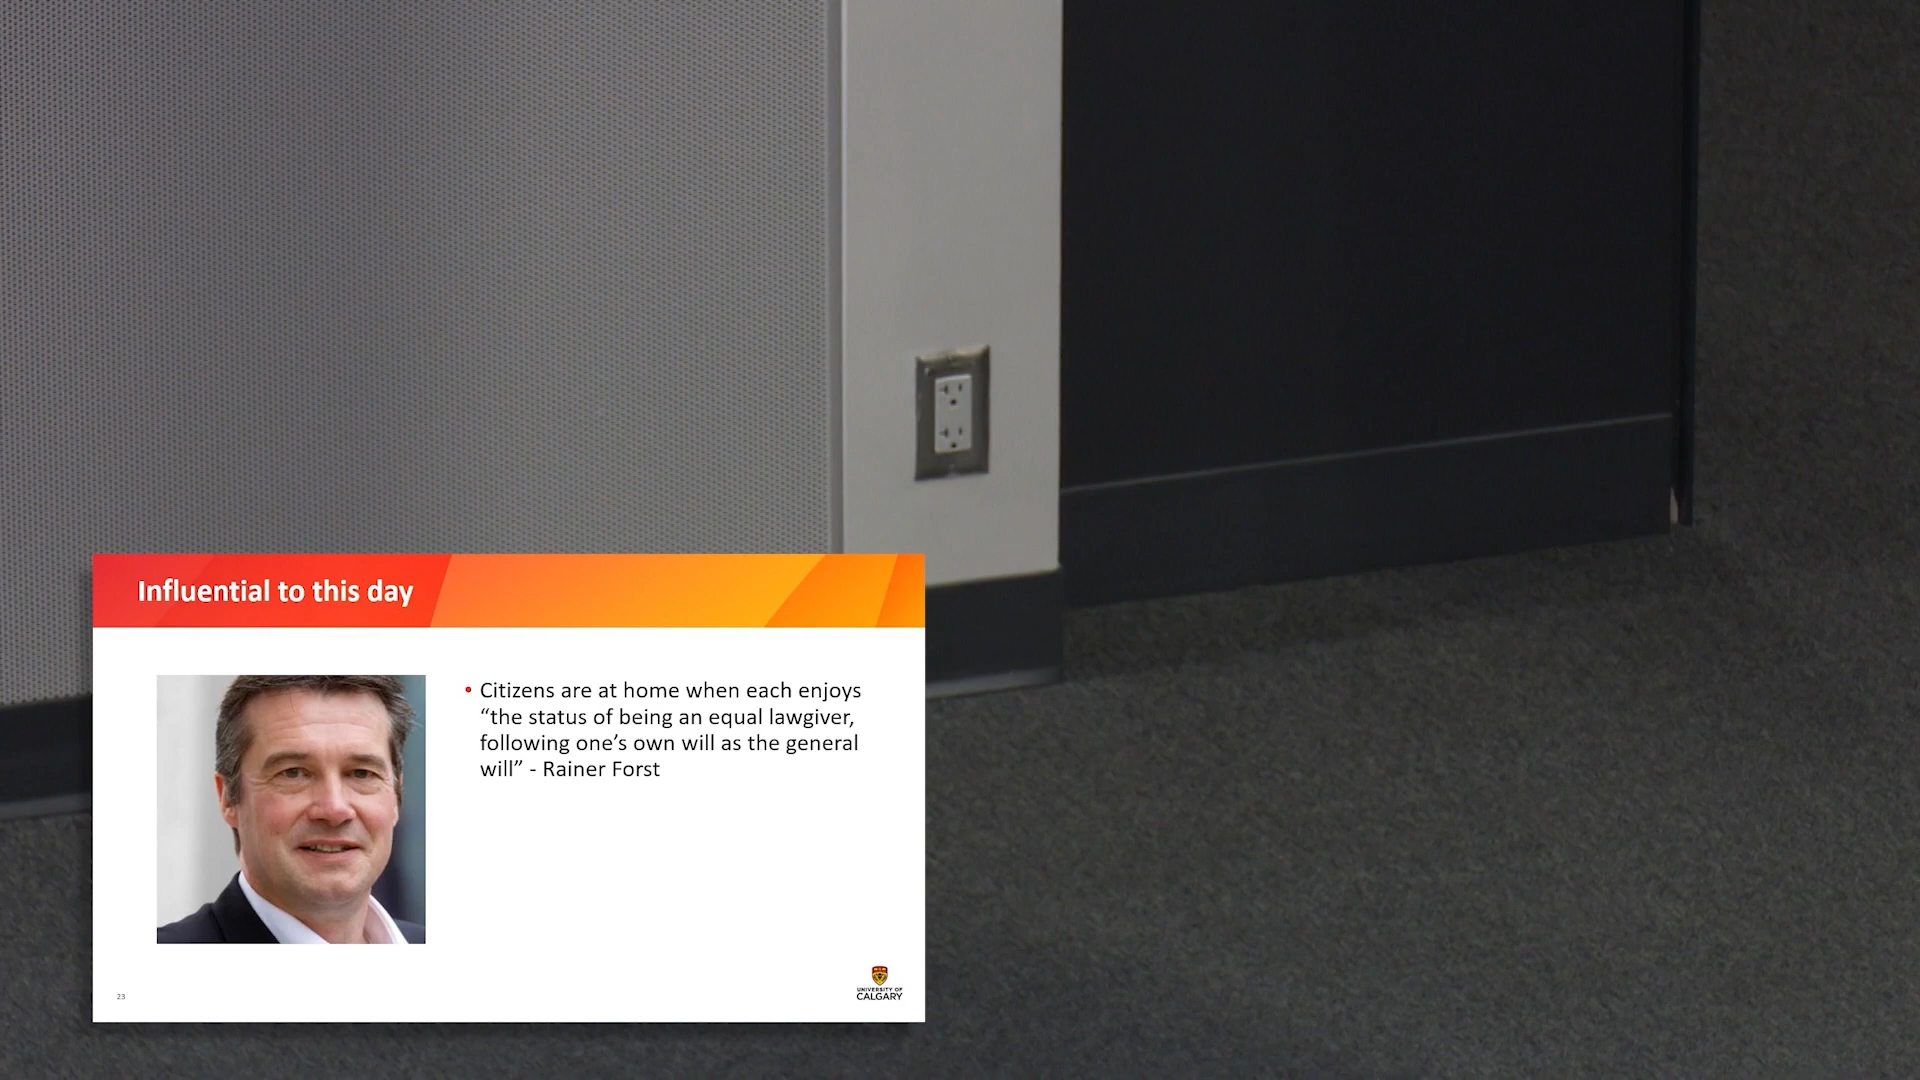 Influential to this day
• Citizens are at home when each enjoys
“the status of being an equal lawgiver,
following one’s own will as the general
will” - Rainer Forst
23
UNIVERSITY OF
CALGARY